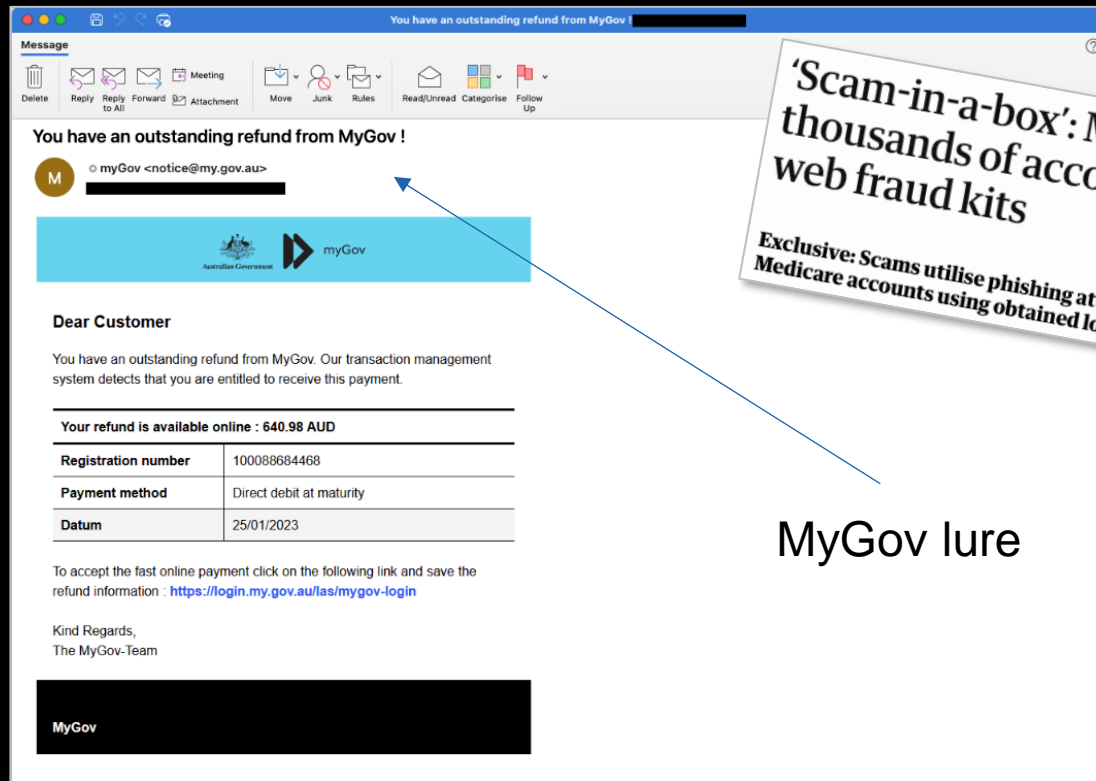 You have an outstanding refund from MyGov !
Message
Delete
Reply
Reply to All
Forward
Meeting
Attachment
Move
Junk
Rules
Read/Unread
Categorise
Follow Up
You have an outstanding refund from MyGov !
M
myGov <notice@my.gov.au>
Australian Government
myGov
Dear Customer
You have an outstanding refund from MyGov. Our transaction management
system detects that you are entitled to receive this payment.
Your refund is available online : 640.98 AUD
Registration number 100088684468
Payment method Direct debit at maturity
Datum 25/01/2023
To accept the fast online payment click on the following link and save the
refund information : https://login.my.gov.au/las/mygov-login
Kind Regards,
The MyGov-Team
MyGov
'Scam-in-a-box':
thousands of acco
web fraud kits
Exclusive: Scams utilise phishing at
Medicare accounts using obtained lo
MyGov lure